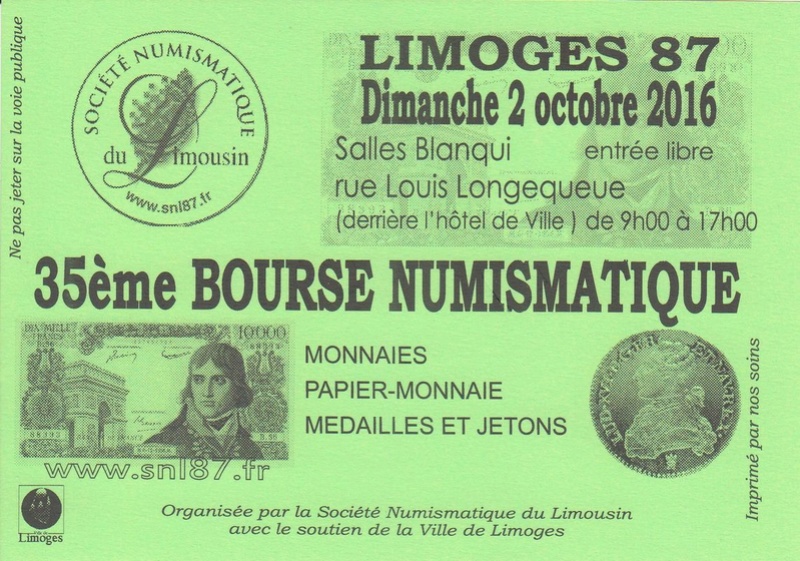 Ne pas jeter sur la voie publique
SOCIÉTÉ NUMISMATIQUE
du Limousin
www.snl87.fr
LIMOGES 87
Dimanche 2 octobre 2016
Salles Blanqui entrée libre
rue Louis Longequeue
(derrière l'hôtel de Ville ) de 9h00 à 17h00
35ème BOURSE NUMISMATIQUE
DIX MILLE
FRANCS
10000
MONNAIES
PAPIER-MONNAIE
MEDAILLES ET JETONS
www.snl87.fr
Imprimé par nos soins
Organisée par la Société Numismatique du Limousin
avec le soutien de la Ville de Limoges
Limoges